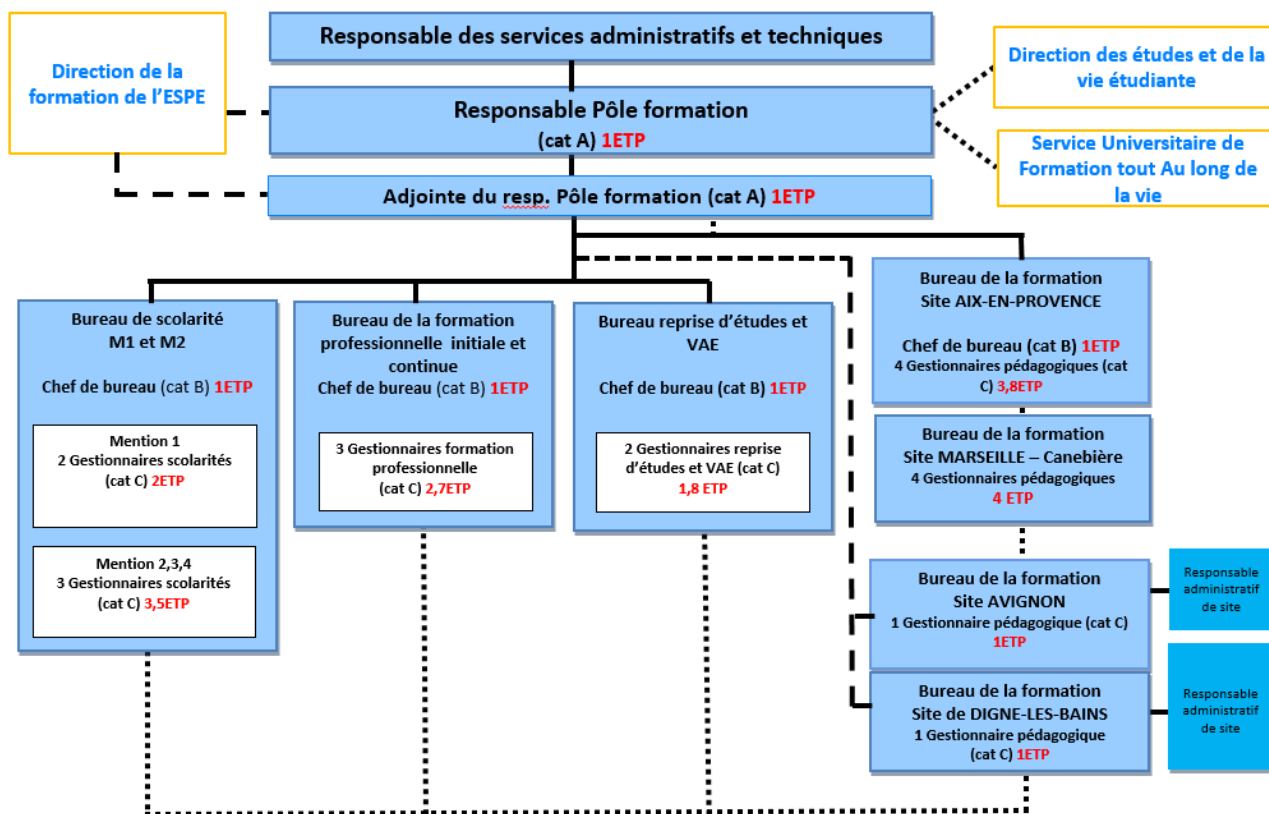 Responsable des services administratifs et techniques
Direction de la
formation de l’ESPE
Responsable Pôle formation
(cat A) 1ETP
Direction des études et de la
vie étudiante
Service Universitaire de
Formation tout Au long de
la vie
Adjointe du resp. Pôle formation (cat A) 1ETP
Bureau de scolarité
M1 et M2
Chef de bureau (cat B) 1ETP
Mention 1
2 Gestionnaires scolarités
(cat C) 2ETP
Mention 2,3,4
3 Gestionnaires scolarités
(cat C) 3,5ETP
Bureau de la formation
professionnelle initiale et
continue
Chef de bureau (cat B) 1ETP
3 Gestionnaires formation
professionnelle
(cat C) 2,7ETP
Bureau reprise d’études et
VAE
Chef de bureau (cat B) 1ETP
2 Gestionnaires reprise
d’études et VAE (cat C)
1,8 ETP
Bureau de la formation
Site AIX-EN-PROVENCE
Chef de bureau (cat B) 1ETP
4 Gestionnaires pédagogiques (cat
C) 3,8ETP
Bureau de la formation
Site MARSEILLE – Canebière
4 Gestionnaires pédagogiques
4 ETP
Bureau de la formation
Site AVIGNON
1 Gestionnaire pédagogique (cat C)
1ETP
Responsable
administratif
de site
Bureau de la formation
Site de DIGNE-LES-BAINS
1 Gestionnaire pédagogique
(cat C) 1ETP
Responsable
administratif
de site